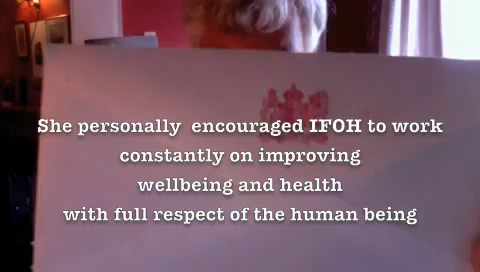 She personally encouraged IFOH to work
constantly on improving
wellbeing and health
with full respect of the human being